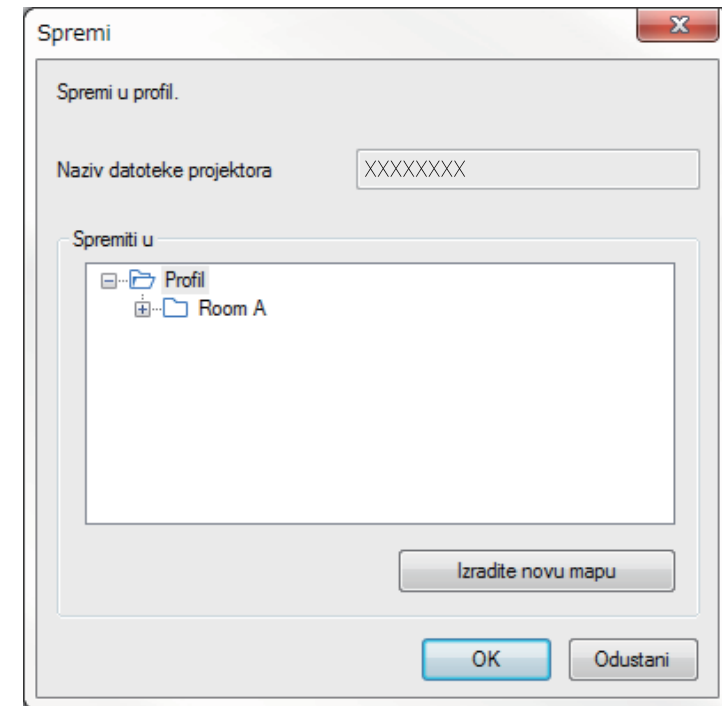 Spremi
Spremi u profil.
Naziv datoteke projektora XXXXXXXX
Spremiti u
Profil
Room A
Izradite novu mapu
OK Odustani